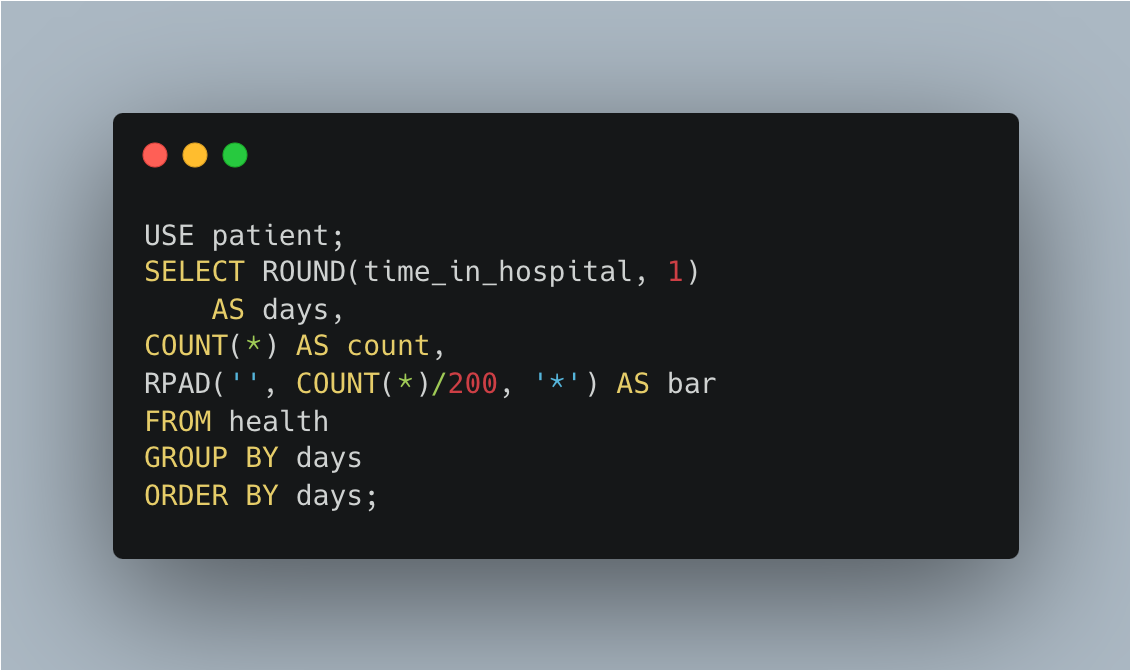 USE patient;
SELECT ROUND(time_in_hospital, 1)
    AS days,
COUNT(*) AS count,
RPAD('', COUNT(*)/200, '*') AS bar
FROM health
GROUP BY days
ORDER BY days;